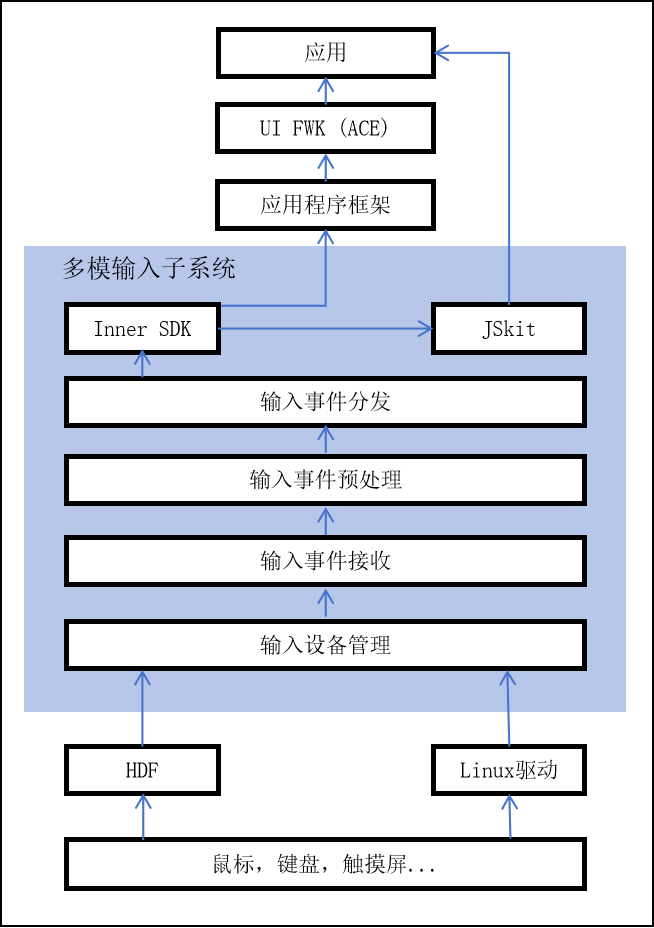 应用
UI FWK (ACE)
应用程序框架
多模输入子系统
Inner SDK
JSkit
输入事件分发
输入事件预处理
输入事件接收
输入设备管理
HDF
Linux驱动
鼠标，键盘，触摸屏...